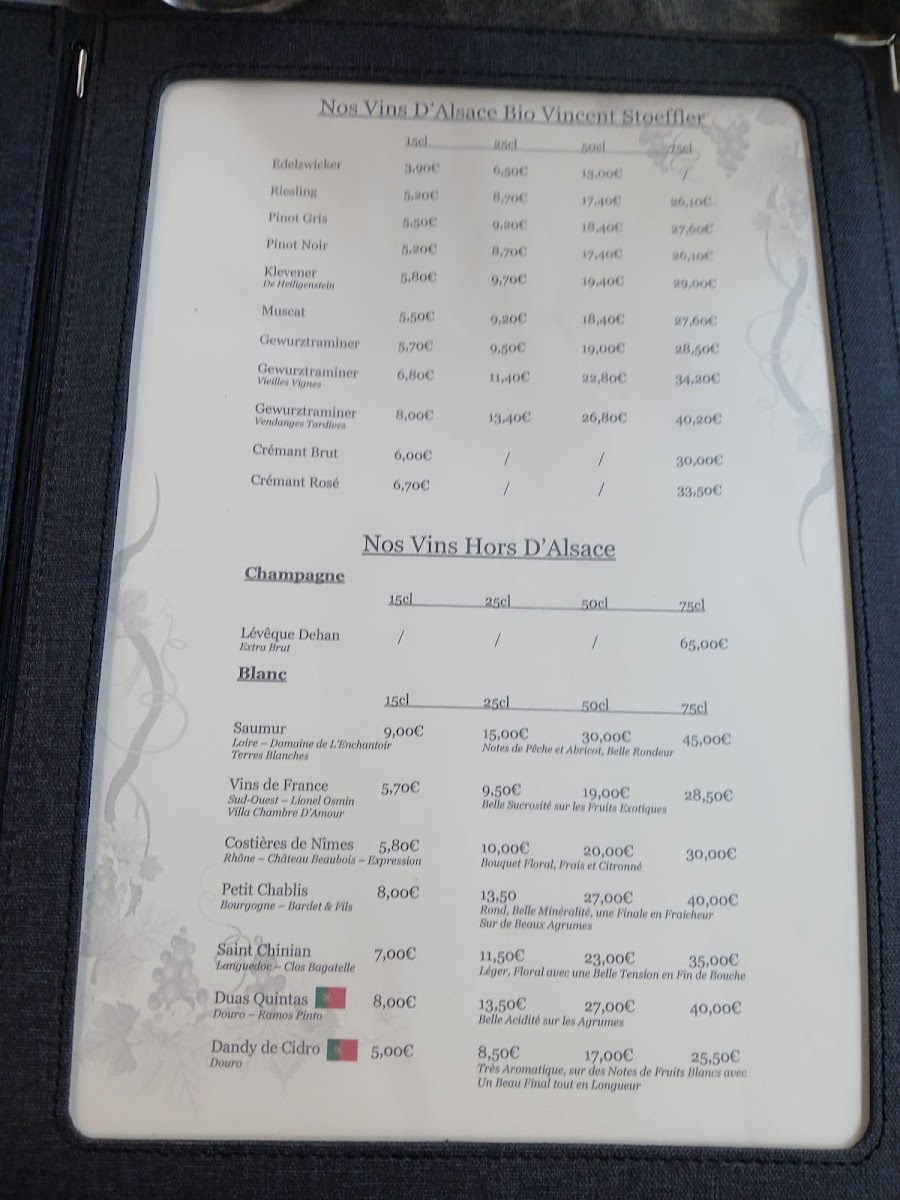 Nos Vins D'Alsace Bio Vincent Stoeffler
15cl 25cl 50cl 75cl
Edelzwicker 3,90€ 6,50€ 13,00€ /
Riesling 5,20€ 8,70€ 17,40€ 26,10€
Pinot Gris 5,50€ 9,20€ 18,40€ 27,60€
Pinot Noir 5,20€ 8,70€ 17,40€ 26,10€
Klevener 5,80€ 9,70€ 19,40€ 29,00€
De Heiligenstein
Muscat 5,50€ 9,20€ 18,40€ 27,60€
Gewurztraminer 5,70€ 9,50€ 19,00€ 28,50€
Gewurztraminer 6,80€ 11,40€ 22,80€ 34,20€
Vieilles Vignes
Gewurztraminer 8,00€ 13,40€ 26,80€ 40,20€
Vendanges Tardives
Crémant Brut 6,00€ / / 30,00€
Crémant Rosé 6,70€ / / 33,50€
Nos Vins Hors D'Alsace
Champagne
15cl 25cl 50cl 75cl
Lévêque Dehan / / / 65,00€
Extra Brut
Blanc
15cl 25cl 50cl 75cl
Saumur 9,00€ 15,00€ 30,00€ 45,00€
Loire – Domaine de L'Enchantoir Notes de Pêche et Abricot, Belle Rondeur
Terres Blanches
Vins de France 5,70€ 9,50€ 19,00€ 28,50€
Sud-Ouest – Lionel Osmin Belle Sucrosité sur les Fruits Exotiques
Villa Chambre D'Amour
Costières de Nîmes 5,80€ 10,00€ 20,00€ 30,00€
Rhône – Château Beaubois – Expression Bouquet Floral, Frais et Citronné
Petit Chablis 8,00€ 13,50 27,00€ 40,00€
Bourgogne – Bardet & Fils Rond, Belle Minéralité, une Finale en Fraicheur
Sur de Beaux Agrumes
Saint Chinian 7,00€ 11,50€ 23,00€ 35,00€
Languedoc – Clos Bagatelle Léger, Floral avec une Belle Tension en Fin de Bouche
Duas Quintas 8,00€ 13,50€ 27,00€ 40,00€
Douro – Ramos Pinto Belle Acidité sur les Agrumes
Dandy de Cidro 5,00€ 8,50€ 17,00€ 25,50€
Douro Très Aromatique, sur des Notes de Fruits Blancs avec
Un Beau Final tout en Longueur